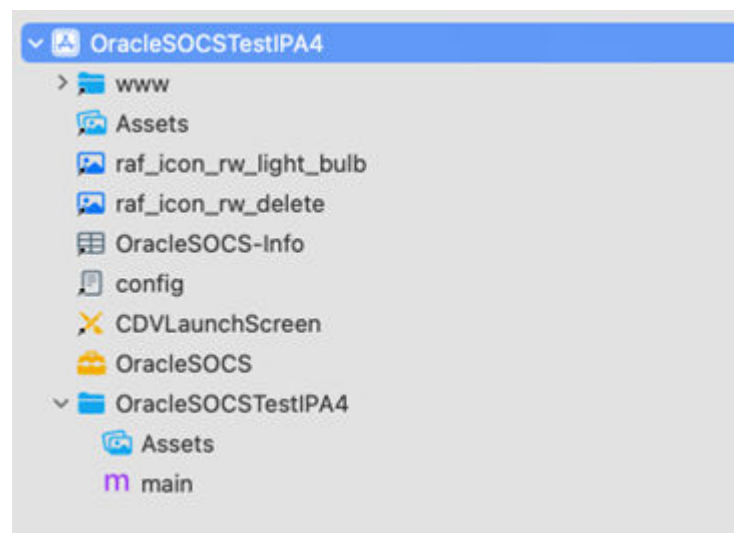 OracleSOCSTestIPA4
www
Assets
raf_icon_rw_light_bulb
raf_icon_rw_delete
OracleSOCS-Info
config
CDVLaunchScreen
OracleSOCS
OracleSOCSTestIPA4
Assets
m main